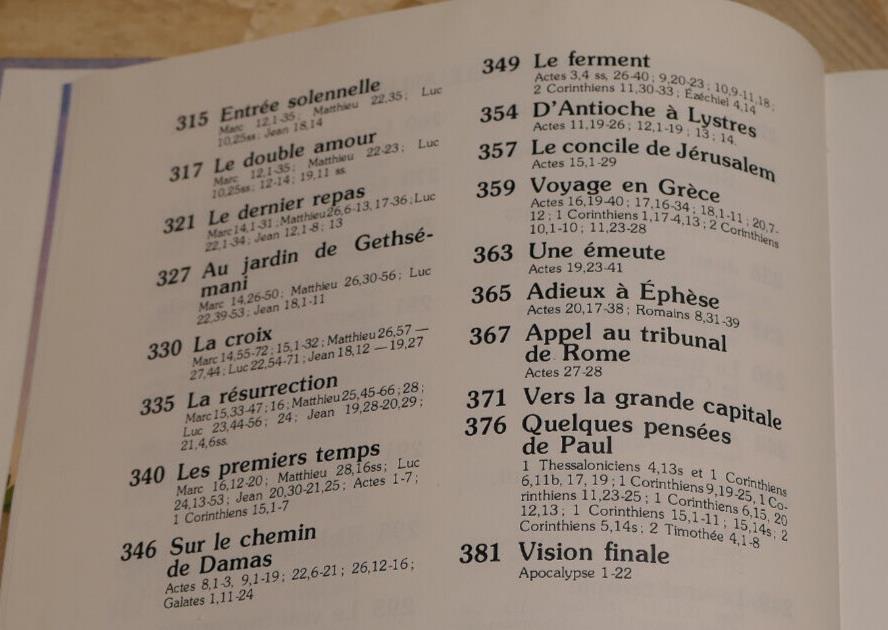 315 Entrée solennelle
Marc 12,1-35; Matthieu 22,35; Luc
10,25ss; Jean 18,14
317 Le double amour
Marc 12,1-35; Matthieu 22-23; Luc
10,25ss; 12-14; 19,11 ss.
321 Le dernier repas
Marc 14,1-31; Matthieu 26,6-13, 17-36; Luc
22,1-34; Jean 12,1-8; 13
327 Au jardin de Gethsé-
mani
Marc 14,26-50; Matthieu 26,30-56; Luc
22,39-53; Jean 18,1-11
330 La croix
Marc 14,55-72; 15,1-32; Matthieu 26,57 —
27,44; Luc 22,54-71; Jean 18,12 — 19,27
335 La résurrection
Marc 15,33-47; 16; Matthieu 25,45-66; 28;
Luc 23,44-56; 24; Jean 19,28-20,29;
21,4,6ss.
340 Les premiers temps
Marc 16,12-20; Matthieu 28,16ss; Luc
24,13-53; Jean 20,30-21,25; Actes 1-7;
1 Corinthiens 15,1-7
346 Sur le chemin
de Damas
Actes 8,1-3, 9,1-19; 22,6-21; 26,12-16;
Galates 1,11-24
349 Le ferment
Actes 3,4 ss, 26-40; 9,20-23; 10,9-11,18;
2 Corinthiens 11,30-33; Ézéchiel 4,14
354 D'Antioche à Lystres
Actes 11,19-26; 12,1-19; 13; 14.
357 Le concile de Jérusalem
Actes 15,1-29
359 Voyage en Grèce
Actes 16,19-40; 17,16-34; 18,1-11; 20,7-
12; 1 Corinthiens 1,17-4,13; 2 Corinthiens
10,1-10; 11,23-28
363 Une émeute
Actes 19,23-41
365 Adieux à Éphèse
Actes 20,17-38; Romains 8,31-39
367 Appel au tribunal
de Rome
Actes 27-28
371 Vers la grande capitale
376 Quelques pensées
de Paul
1 Thessaloniciens 4,13s et 1 Corinthiens
6,11b, 17, 19; 1 Corinthiens 9,19-25, 1 Co-
rinthiens 11,23-25; 1 Corinthiens 6,15, 20
12,13; 1 Corinthiens 15,1-11; 15,14s; 2
Corinthiens 5,14s; 2 Timothée 4,1-8
381 Vision finale
Apocalypse 1-22